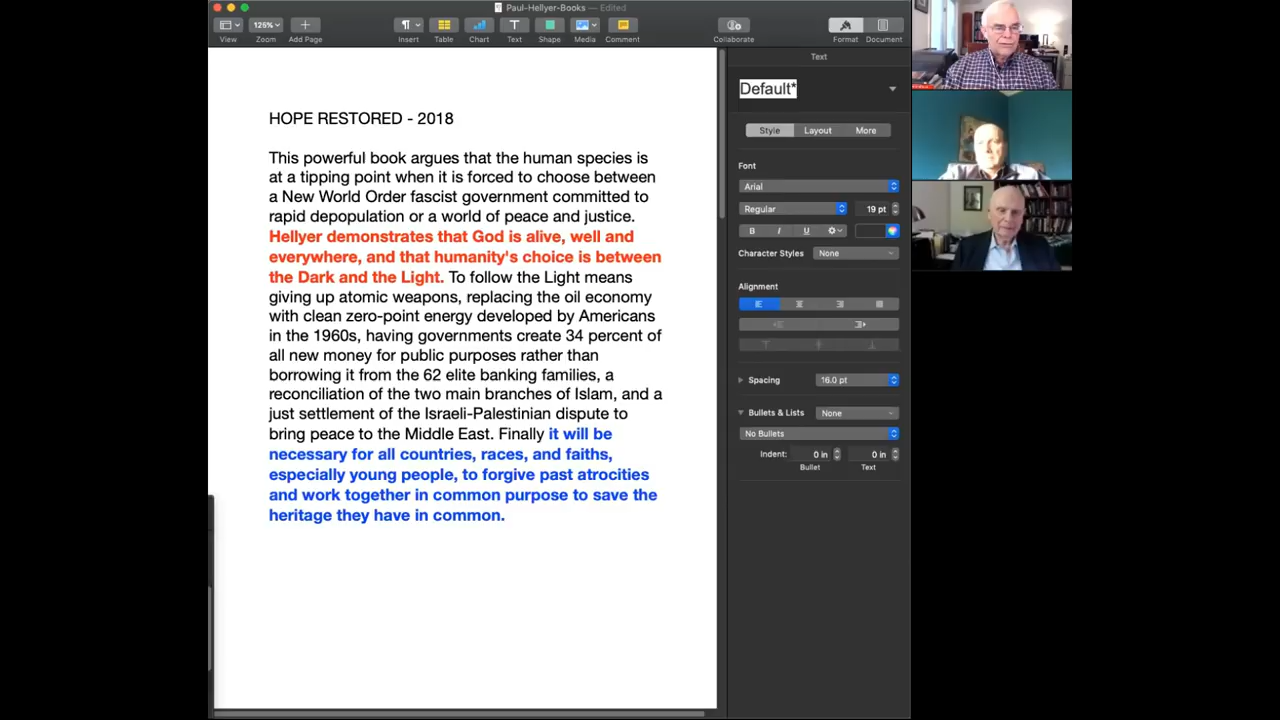 Paul-Hellyer-Books — Edited
125%
View
Zoom
Add Page
Insert
Table
Chart
Text
Shape
Media
Comment
Collaborate
Format
Document
HOPE RESTORED - 2018
This powerful book argues that the human species is
at a tipping point when it is forced to choose between
a New World Order fascist government committed to
rapid depopulation or a world of peace and justice.
Hellyer demonstrates that God is alive, well and
everywhere, and that humanity's choice is between
the Dark and the Light. To follow the Light means
giving up atomic weapons, replacing the oil economy
with clean zero-point energy developed by Americans
in the 1960s, having governments create 34 percent of
all new money for public purposes rather than
borrowing it from the 62 elite banking families, a
reconciliation of the two main branches of Islam, and a
just settlement of the Israeli-Palestinian dispute to
bring peace to the Middle East. Finally it will be
necessary for all countries, races, and faiths,
especially young people, to forgive past atrocities
and work together in common purpose to save the
heritage they have in common.
Text
Default*
Style Layout More
Font
Arial
Regular 19 pt
B I U
Character Styles None
Alignment
Spacing 16.0 pt
Bullets & Lists None
No Bullets
Indent: 0 in 0 in
Bullet Text